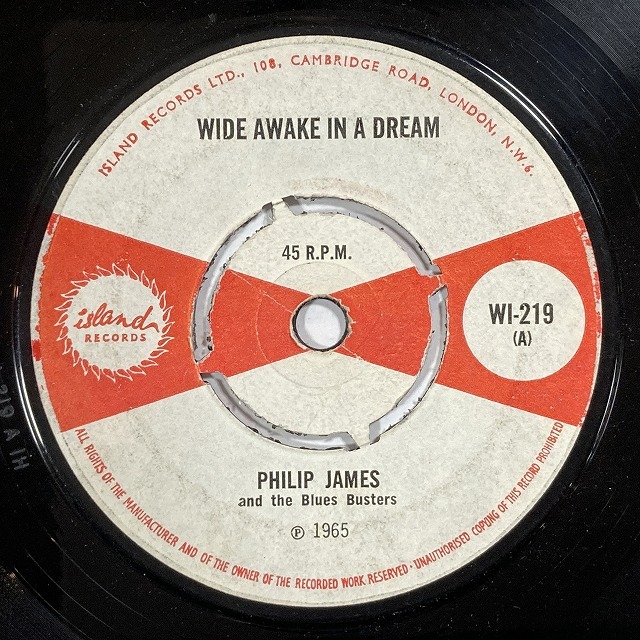 ISLAND RECORDS LTD., 108, CAMBRIDGE ROAD, LONDON, N.W.6.
WIDE AWAKE IN A DREAM
45 R.P.M.
island
RECORDS
WI-219
(A)
PHILIP JAMES
and the Blues Busters
℗ 1965
ALL RIGHTS OF THE MANUFACTURER AND OF THE OWNER OF THE RECORDED WORK RESERVED · UNAUTHORISED COPYING OF THIS RECORD PROHIBITED
219 A 1H